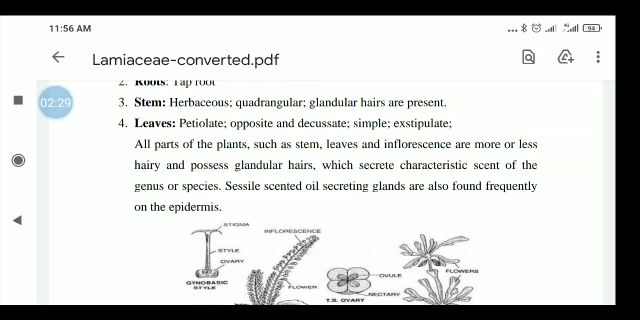 11:56 AM
94
Lamiaceae-converted.pdf
2. Roots: Tap root
02:29
3. Stem: Herbaceous; quadrangular; glandular hairs are present.
4. Leaves: Petiolate; opposite and decussate; simple; exstipulate;
All parts of the plants, such as stem, leaves and inflorescence are more or less
hairy and possess glandular hairs, which secrete characteristic scent of the
genus or species. Sessile scented oil secreting glands are also found frequently
on the epidermis.
STIGMA
INFLORESCENCE
STYLE
OVARY
GYNOBASIC
STYLE
FLOWER
OVULE
NECTARY
T.S. OVARY
FLOWERS